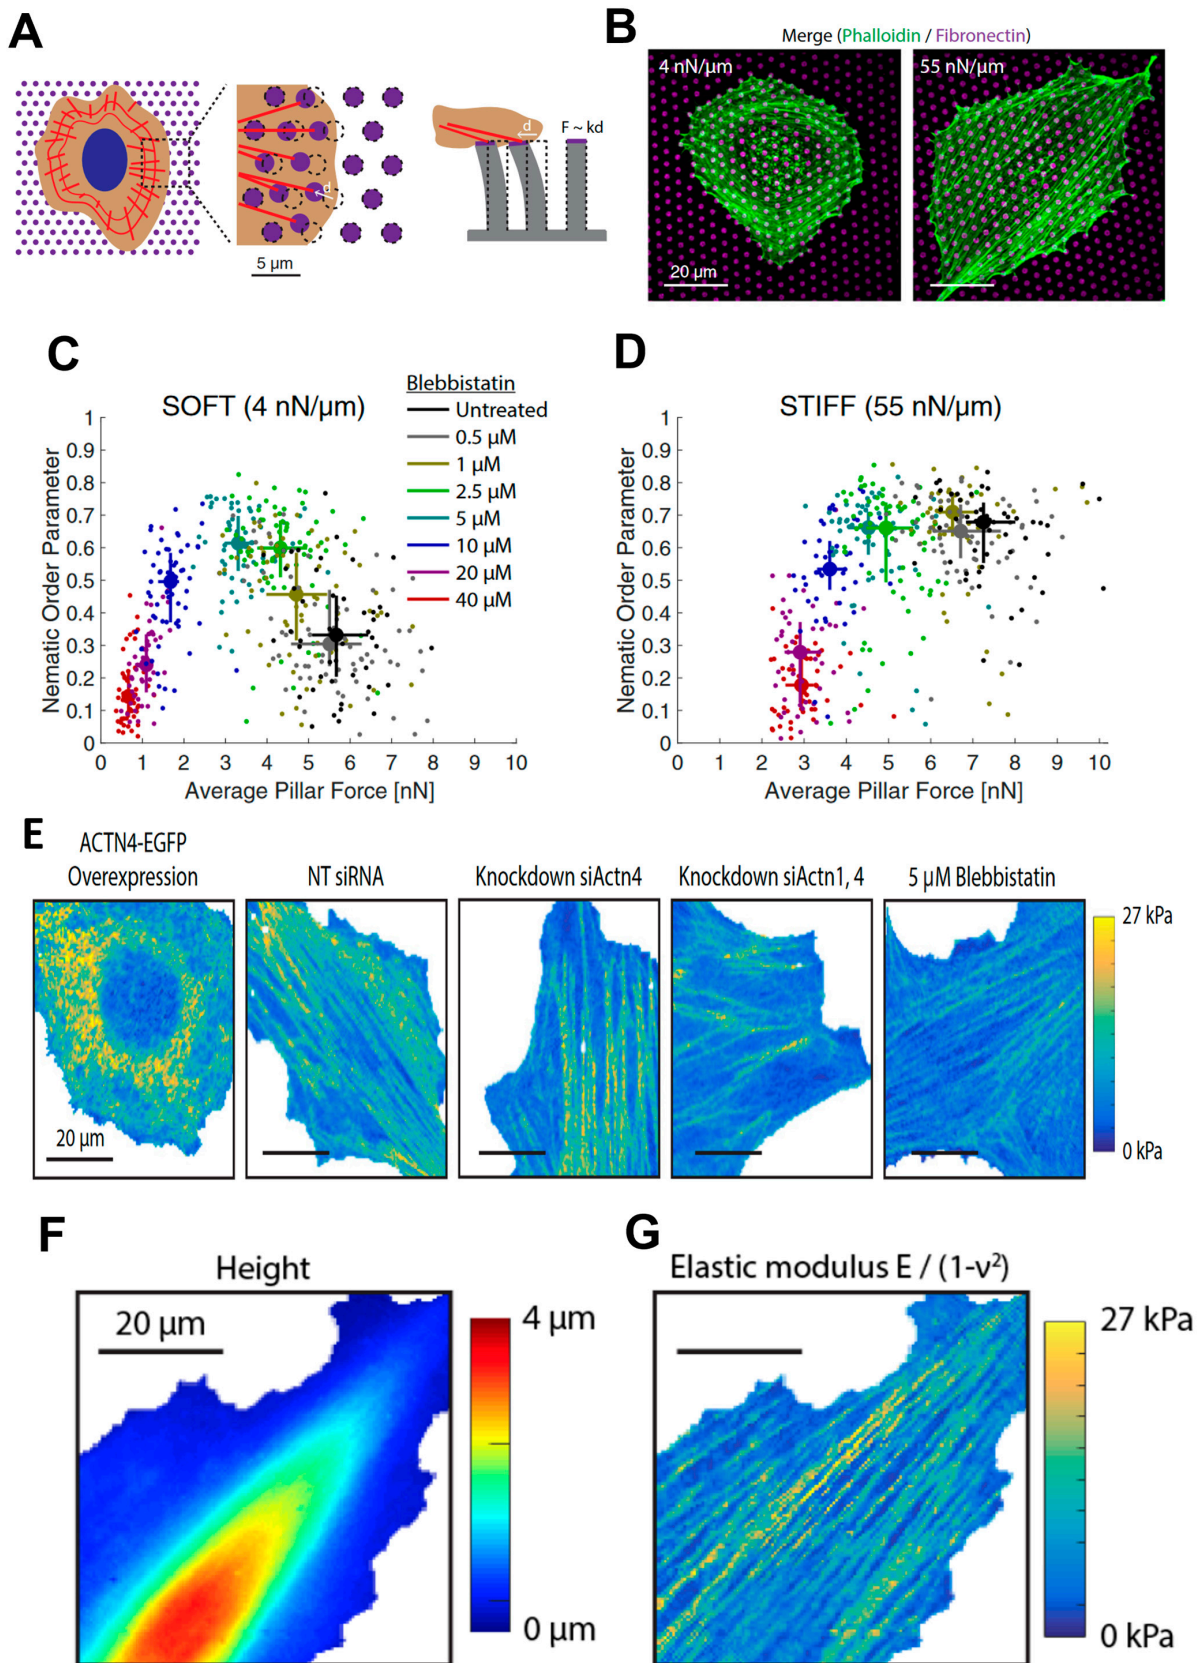 A
d
d
F ~ kd
5 µm
B
Merge (Phalloidin / Fibronectin)
4 nN/µm
55 nN/µm
20 µm
C
SOFT (4 nN/µm)
Nematic Order Parameter
1
0.9
0.8
0.7
0.6
0.5
0.4
0.3
0.2
0.1
0
0 1 2 3 4 5 6 7 8 9 10
Average Pillar Force [nN]
Blebbistatin
Untreated
0.5 µM
1 µM
2.5 µM
5 µM
10 µM
20 µM
40 µM
D
STIFF (55 nN/µm)
Nematic Order Parameter
1
0.9
0.8
0.7
0.6
0.5
0.4
0.3
0.2
0.1
0
0 1 2 3 4 5 6 7 8 9 10
Average Pillar Force [nN]
E
ACTN4-EGFP
Overexpression
NT siRNA
Knockdown siActn4
Knockdown siActn1, 4
5 µM Blebbistatin
20 µm
27 kPa
0 kPa
F
Height
20 µm
4 µm
0 µm
G
Elastic modulus E / (1-ν²)
27 kPa
0 kPa